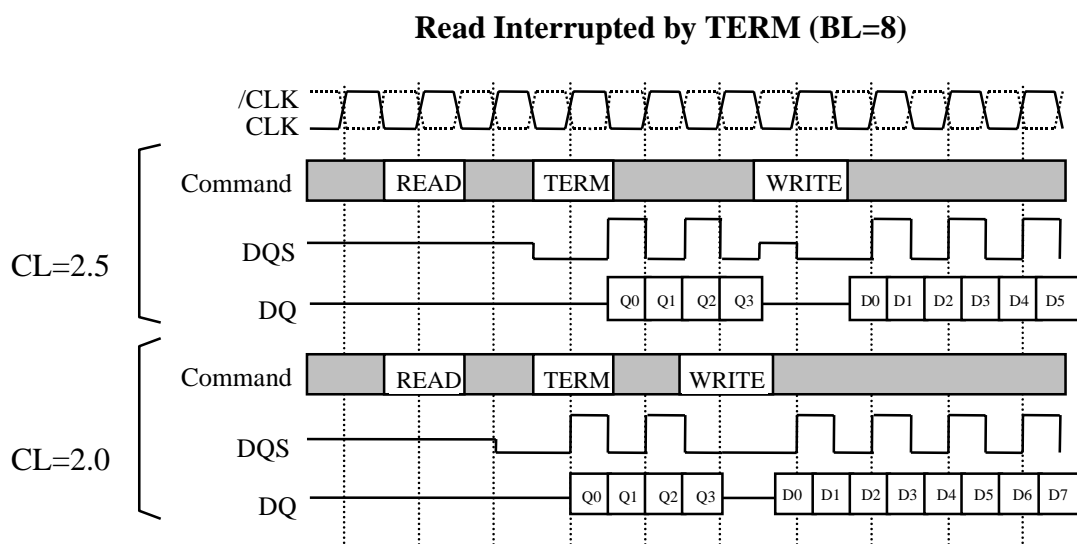 Read Interrupted by TERM (BL=8)
/CLK
CLK
Command
READ TERM WRITE
DQS
CL=2.5
DQ
Q0 Q1 Q2 Q3 D0 D1 D2 D3 D4 D5
Command
READ TERM WRITE
DQS
CL=2.0
DQ
Q0 Q1 Q2 Q3 D0 D1 D2 D3 D4 D5 D6 D7